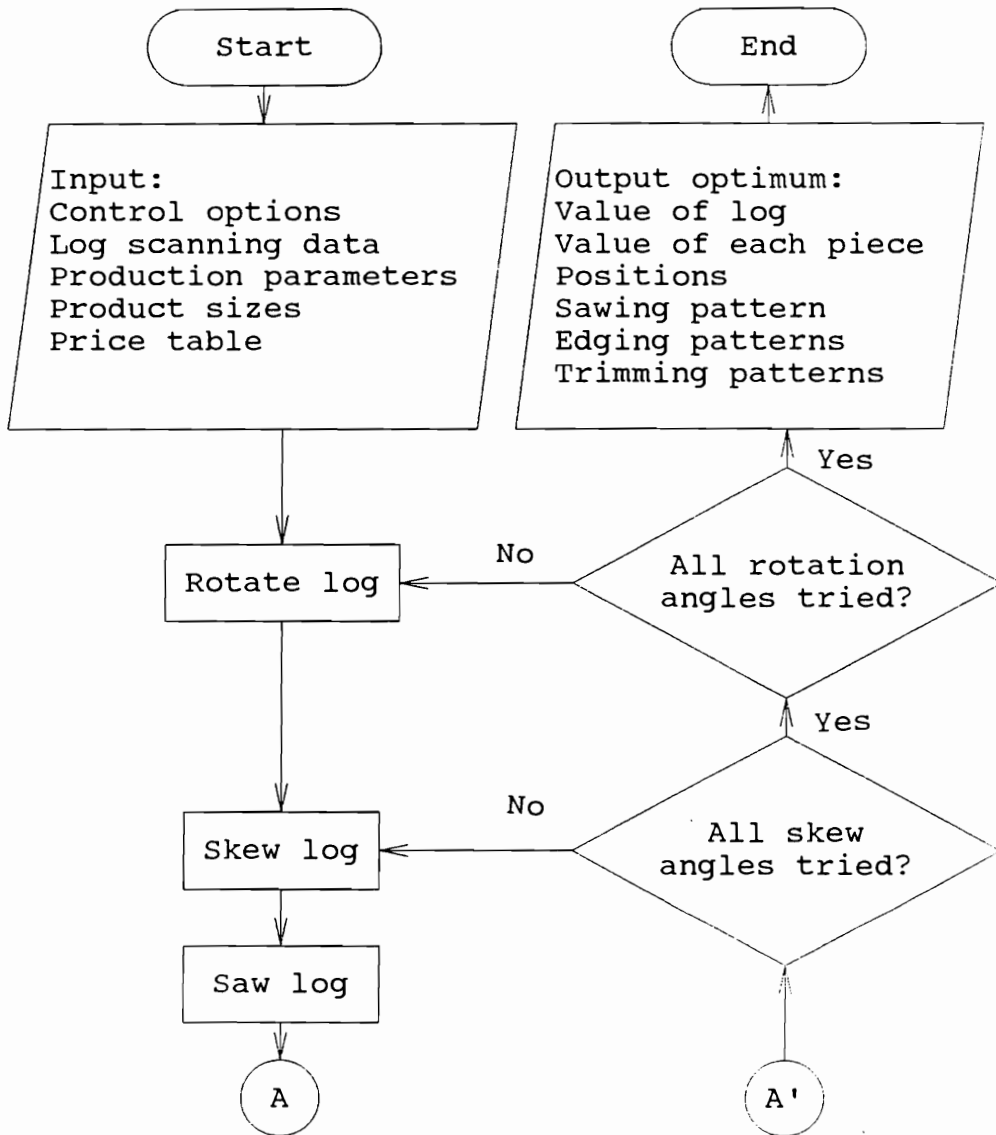 Start
Input:
Control options
Log scanning data
Production parameters
Product sizes
Price table
Rotate log
Skew log
Saw log
A
End
Output optimum:
Value of log
Value of each piece
Positions
Sawing pattern
Edging patterns
Trimming patterns
Yes
No
All rotation
angles tried?
Yes
No
All skew
angles tried?
A'